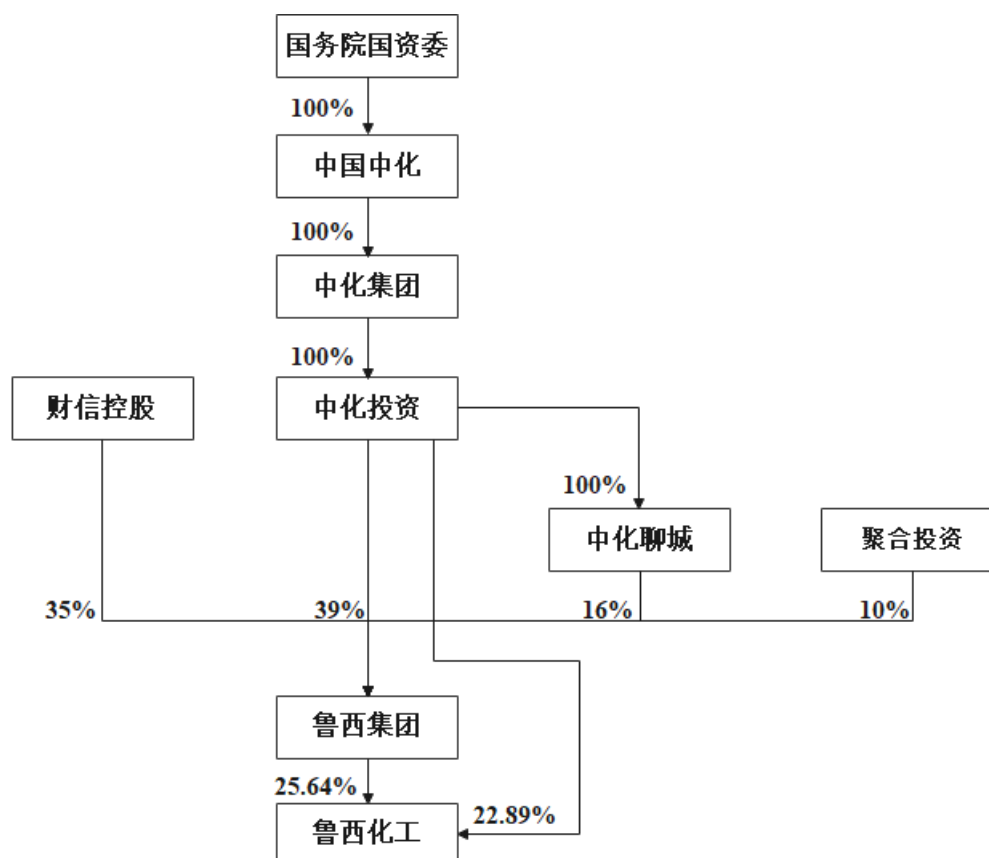 国务院国资委
100%
中国中化
100%
中化集团
100%
财信控股
中化投资
100%
中化聊城
聚合投资
35%
39%
16%
10%
鲁西集团
25.64%
22.89%
鲁西化工